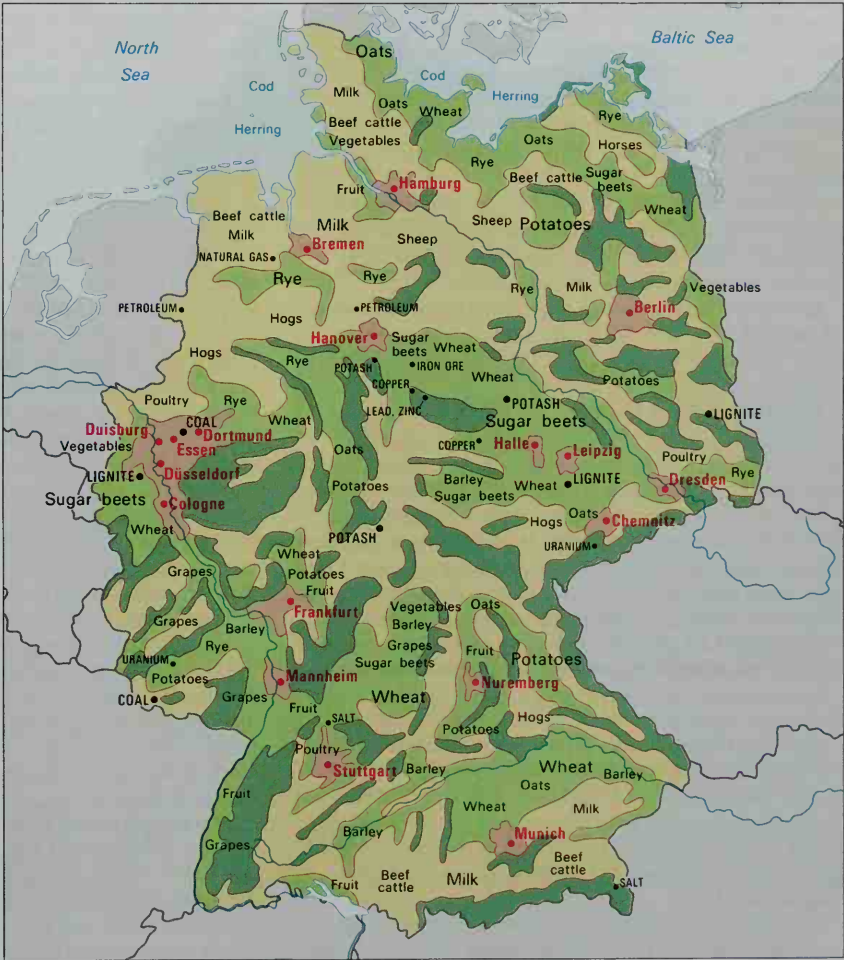 North
Sea
Baltic Sea
Oats
Cod
Cod
Milk
Herring
Oats
Wheat
Rye
Beef cattle
Herring
Vegetables
Oats
Horses
Rye
Beef cattle
Sugar
beets
Fruit
Hamburg
Wheat
Beef cattle
Milk
Sheep
Potatoes
Milk
Bremen
Sheep
NATURAL GAS
Rye
Rye
Rye
Milk
Vegetables
PETROLEUM
PETROLEUM
Berlin
Hogs
Hanover
Sugar
beets
Wheat
Hogs
Rye
POTASH
IRON ORE
Wheat
Potatoes
COPPER
Poultry
Rye
LEAD, ZINC
POTASH
LIGNITE
Wheat
Sugar beets
COAL
Duisburg
Dortmund
Vegetables
Essen
Oats
COPPER
Halle
Leipzig
Poultry
Düsseldorf
Rye
LIGNITE
Potatoes
Barley
Wheat
LIGNITE
Dresden
Sugar beets
Sugar beets
Cologne
Oats
Wheat
Hogs
Chemnitz
POTASH
URANIUM
Wheat
Grapes
Potatoes
Fruit
Frankfurt
Vegetables
Oats
Grapes
Barley
Barley
Rye
Grapes
Fruit
URANIUM
Sugar beets
Potatoes
Potatoes
Mannheim
Nuremberg
COAL
Grapes
Wheat
Fruit
SALT
Hogs
Potatoes
Poultry
Stuttgart
Barley
Wheat
Barley
Oats
Fruit
Wheat
Milk
Barley
Munich
Grapes
Beef
cattle
Beef
cattle
Milk
Fruit
SALT